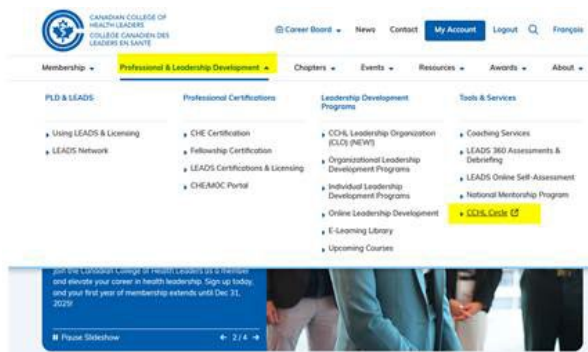 CANADIAN COLLEGE OF
HEALTH LEADERS
COLLÈGE CANADIEN DES
LEADERS EN SANTÉ
Career Board
News
Contact
My Account
Logout
Français
Membership
Professional & Leadership Development
Chapters
Events
Resources
Awards
About
PLD & LEADS
Using LEADS & Licensing
LEADS Network
Professional Certifications
CHE Certification
Fellowship Certification
LEADS Certifications & Licensing
CHE/MOC Portal
Leadership Development
Programs
CCHL Leadership Organization
(CLO) (NEW!)
Organizational Leadership
Development Programs
Individual Leadership
Development Programs
Online Leadership Development
E-Learning Library
Upcoming Courses
Tools & Services
Coaching Services
LEADS 360 Assessments &
Debriefing
LEADS Online Self-Assessment
National Mentorship Program
CCHL Circle
Join the Canadian College of Health Leaders as a member
and elevate your career in health leadership. Sign up today,
and your first year of membership extends until Dec 31,
2025!
Pause Slideshow
← 2/4 →